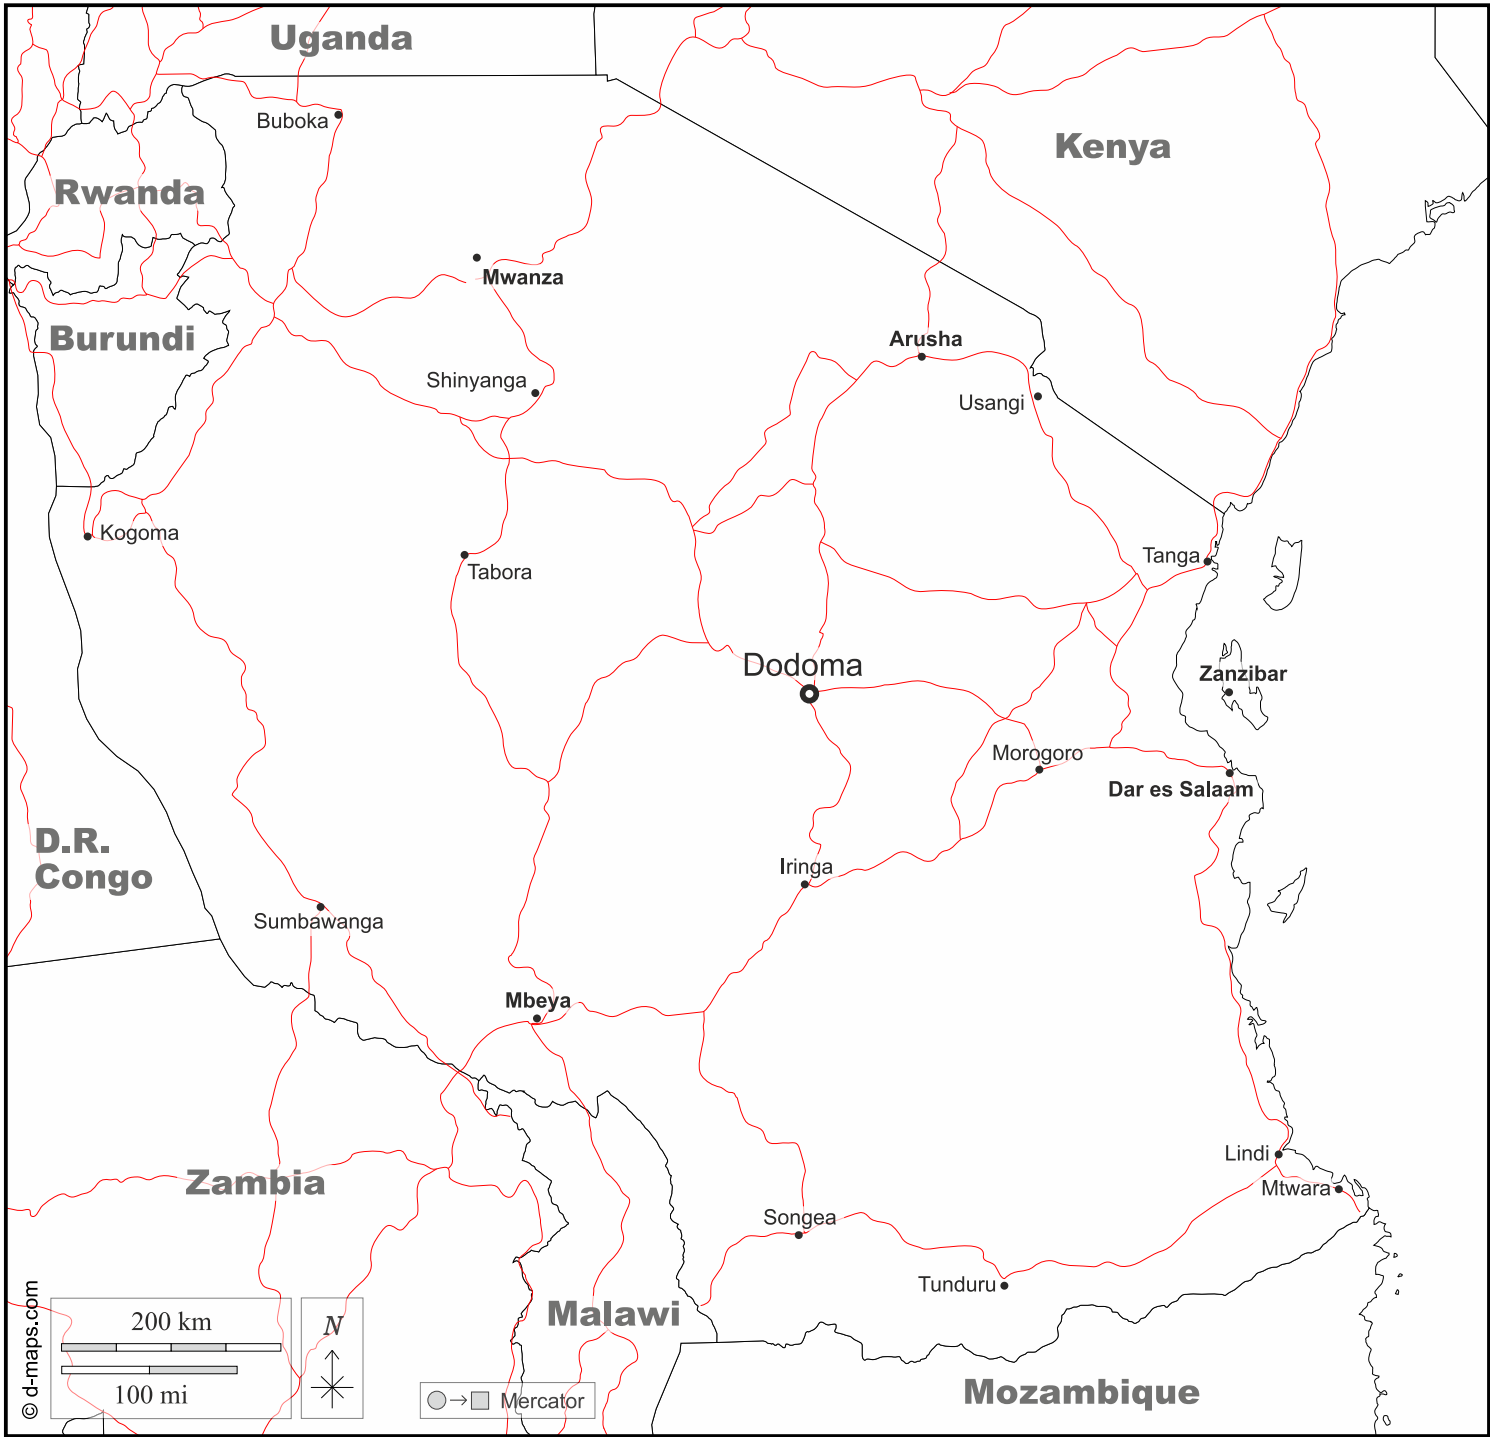 Uganda
Buboka
Kenya
Rwanda
Mwanza
Burundi
Arusha
Shinyanga
Usangi
Kogoma
Tabora
Tanga
Dodoma
Zanzibar
Morogoro
Dar es Salaam
D.R.
Congo
Iringa
Sumbawanga
Mbeya
Lindi
Zambia
Mtwara
Songea
Tunduru
Malawi
© d-maps.com
200 km
100 mi
N
Mercator
Mozambique